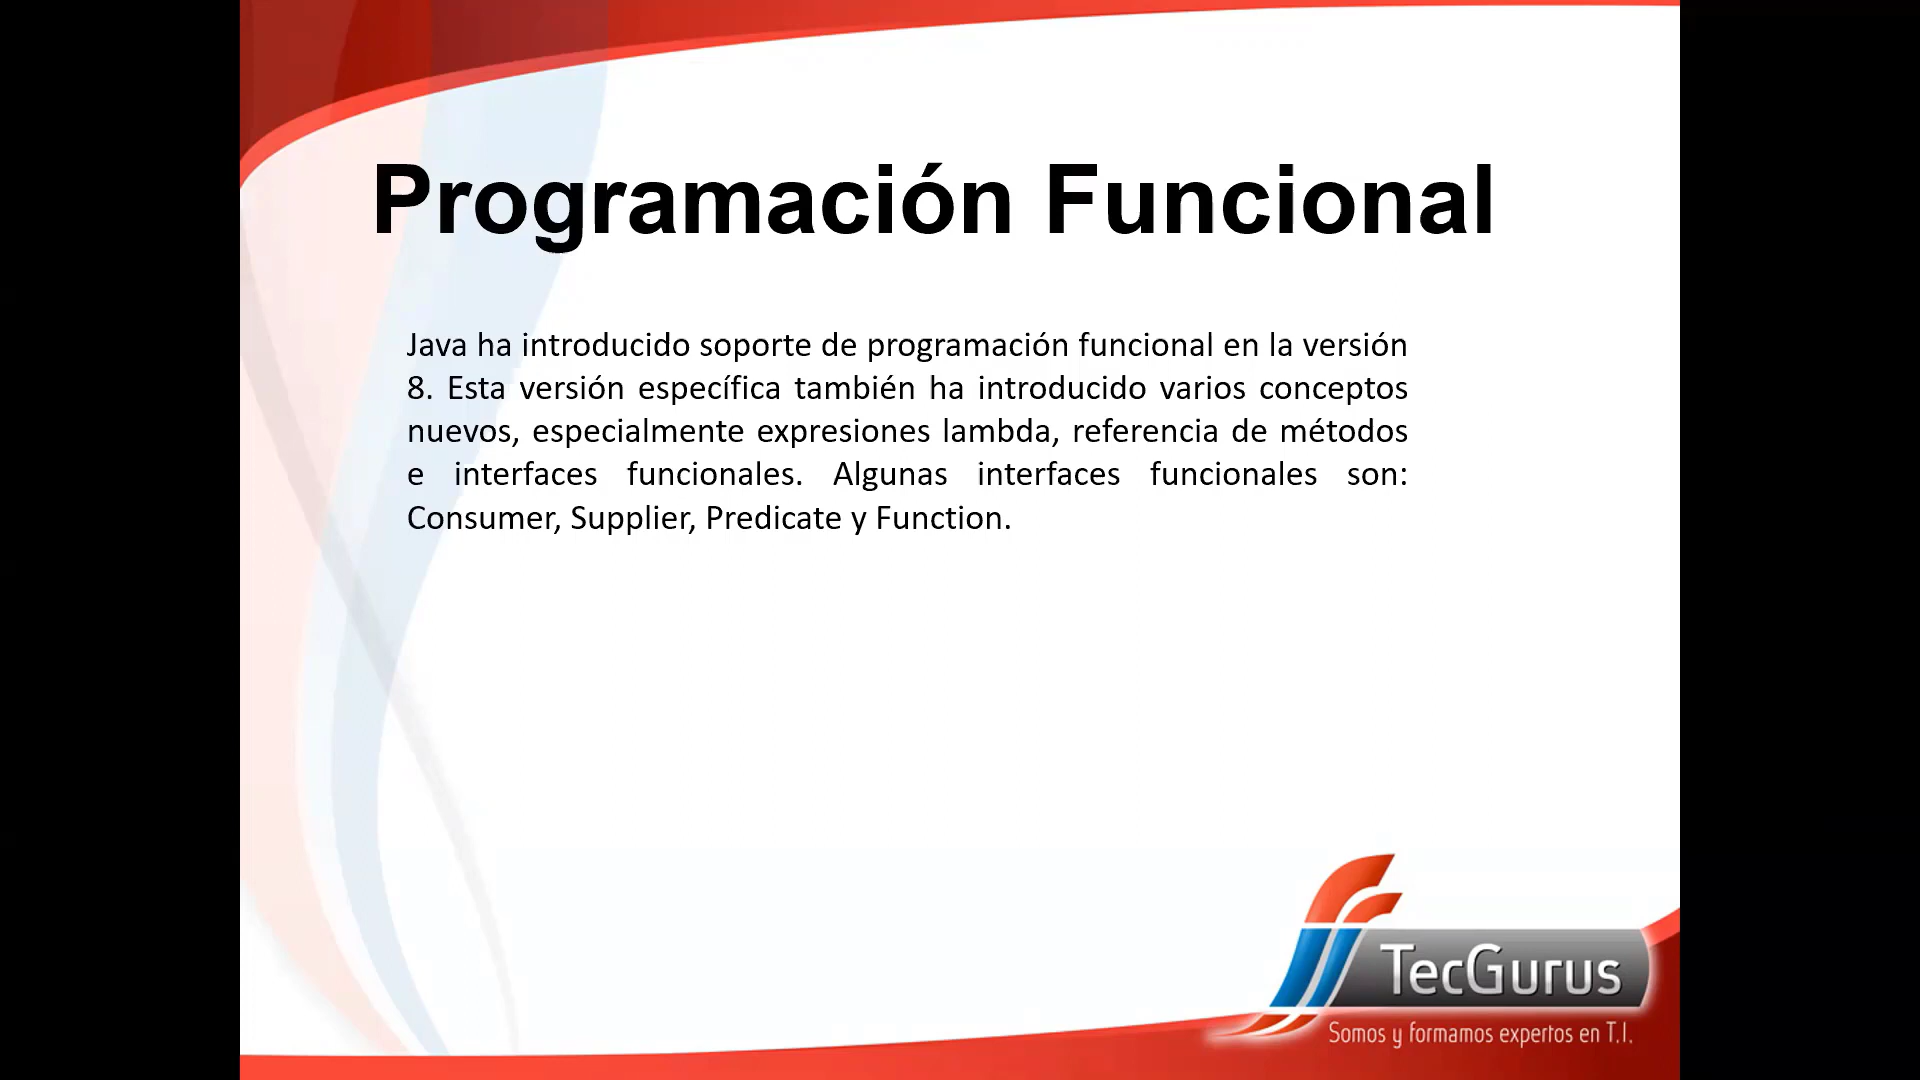 Programación Funcional
Java ha introducido soporte de programación funcional en la versión
8. Esta versión específica también ha introducido varios conceptos
nuevos, especialmente expresiones lambda, referencia de métodos
e interfaces funcionales. Algunas interfaces funcionales son:
Consumer, Supplier, Predicate y Function.
TecGurus
Somos y formamos expertos en T.I.